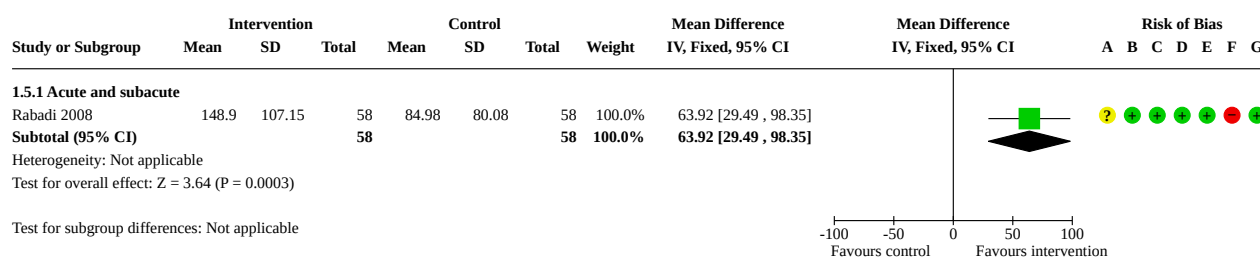 Intervention Control Mean Difference Mean Difference Risk of Bias
Study or Subgroup Mean SD Total Mean SD Total Weight IV, Fixed, 95% CI IV, Fixed, 95% CI A B C D E F G
1.5.1 Acute and subacute
Rabadi 2008 148.9 107.15 58 84.98 80.08 58 100.0% 63.92 [29.49 , 98.35] ? + + + + − +
Subtotal (95% CI) 58 58 100.0% 63.92 [29.49 , 98.35]
Heterogeneity: Not applicable
Test for overall effect: Z = 3.64 (P = 0.0003)
Test for subgroup differences: Not applicable
-100 -50 0 50 100
Favours control Favours intervention